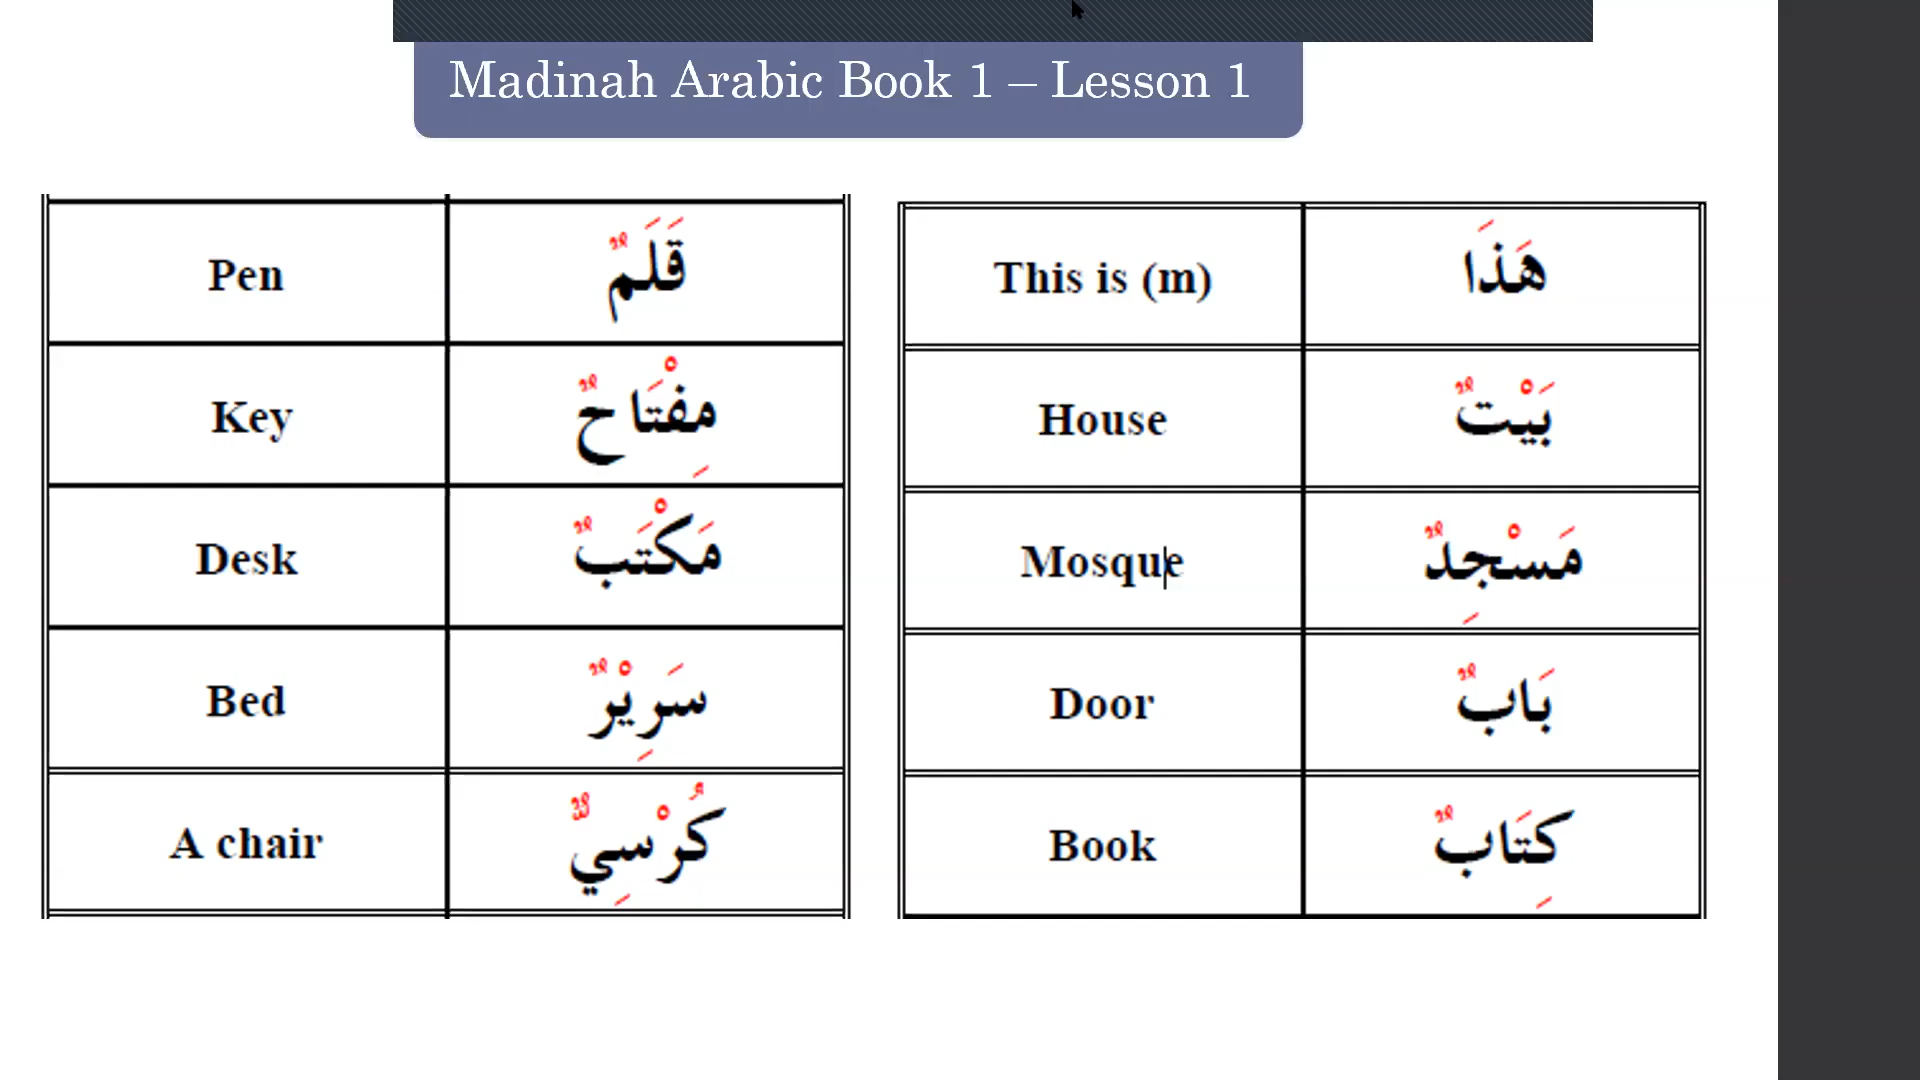 Madinah Arabic Book 1 – Lesson 1
Pen قَلَمٌ
Key مِفْتَاحٌ
Desk مَكْتَبٌ
Bed سَرِيْرٌ
A chair كُرْسِيٌّ
This is (m) هَذَا
House بَيْتٌ
Mosque مَسْجِدٌ
Door بَابٌ
Book كِتَابٌ